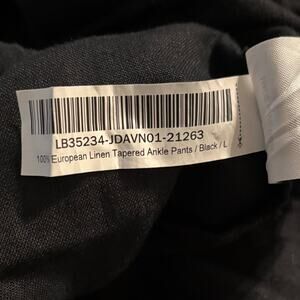 LB35234-JDAVN01-21263
100% European Linen Tapered Ankle Pants / Black / L